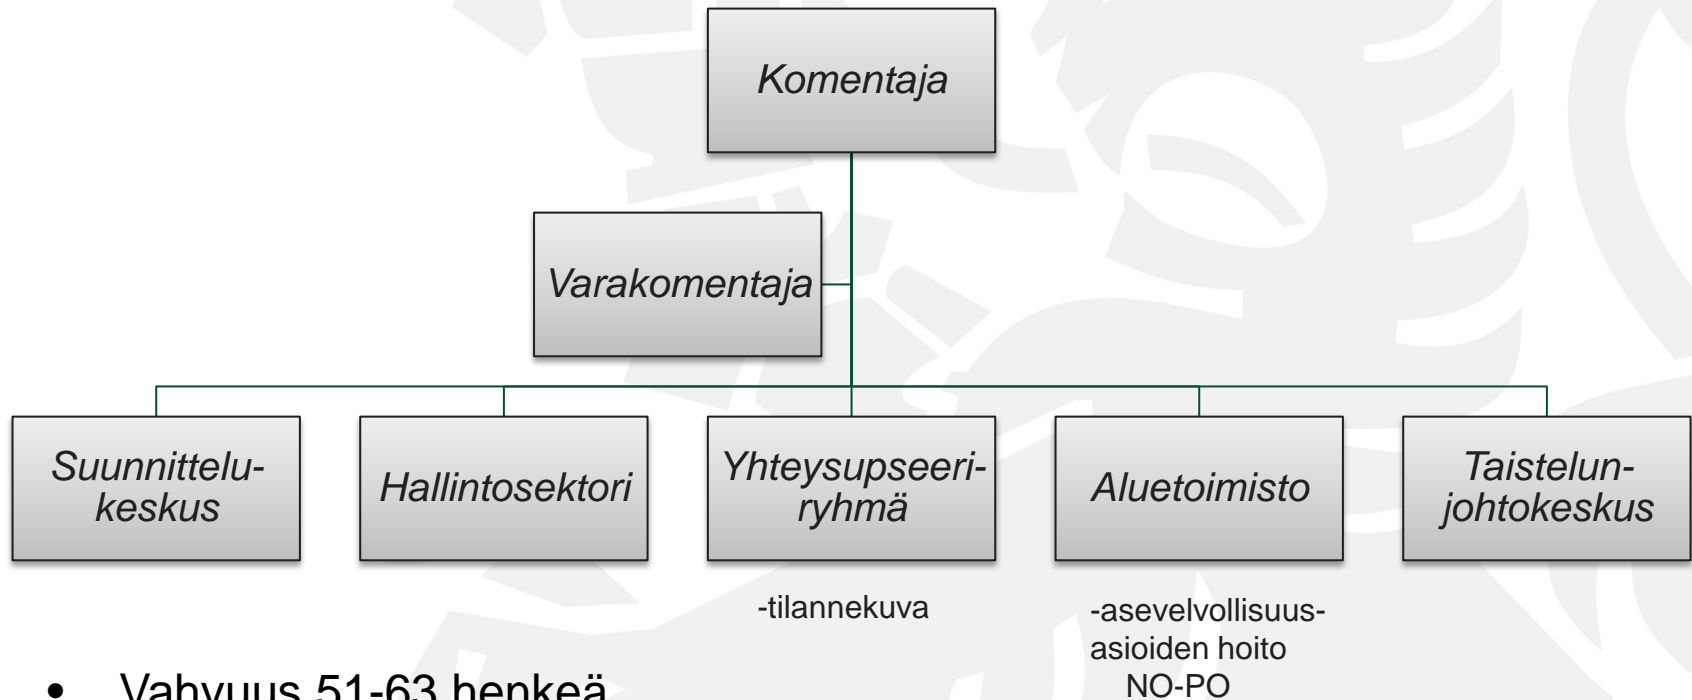 Komentaja
Varakomentaja
Suunnittelu-
keskus
Hallintosektori
Yhteysupseeri-
ryhmä
Aluetoimisto
Taistelun-
johtokeskus
-tilannekuva
-asevelvollisuus-
asioiden hoito
NO-PO
• Vahvuus 51-63 henkeä